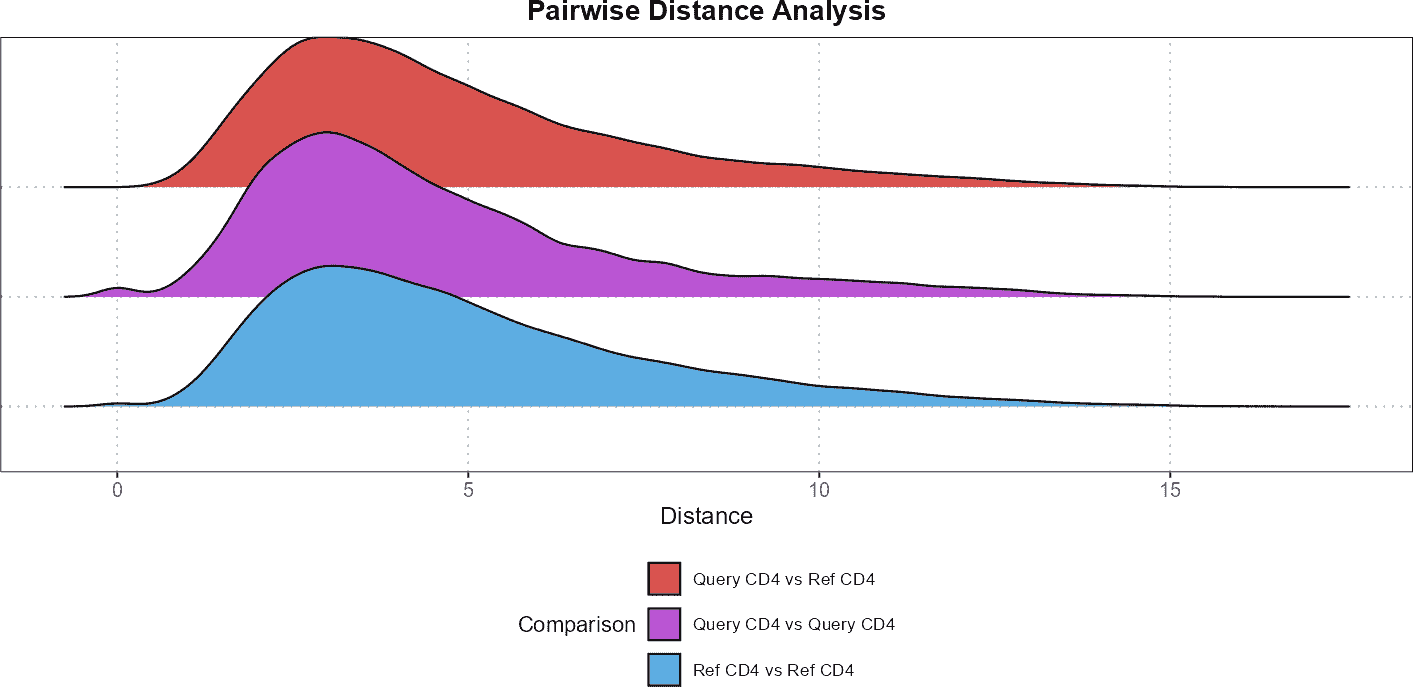 Pairwise Distance Analysis
0 5 10 15
Distance
Comparison
Query CD4 vs Ref CD4
Query CD4 vs Query CD4
Ref CD4 vs Ref CD4